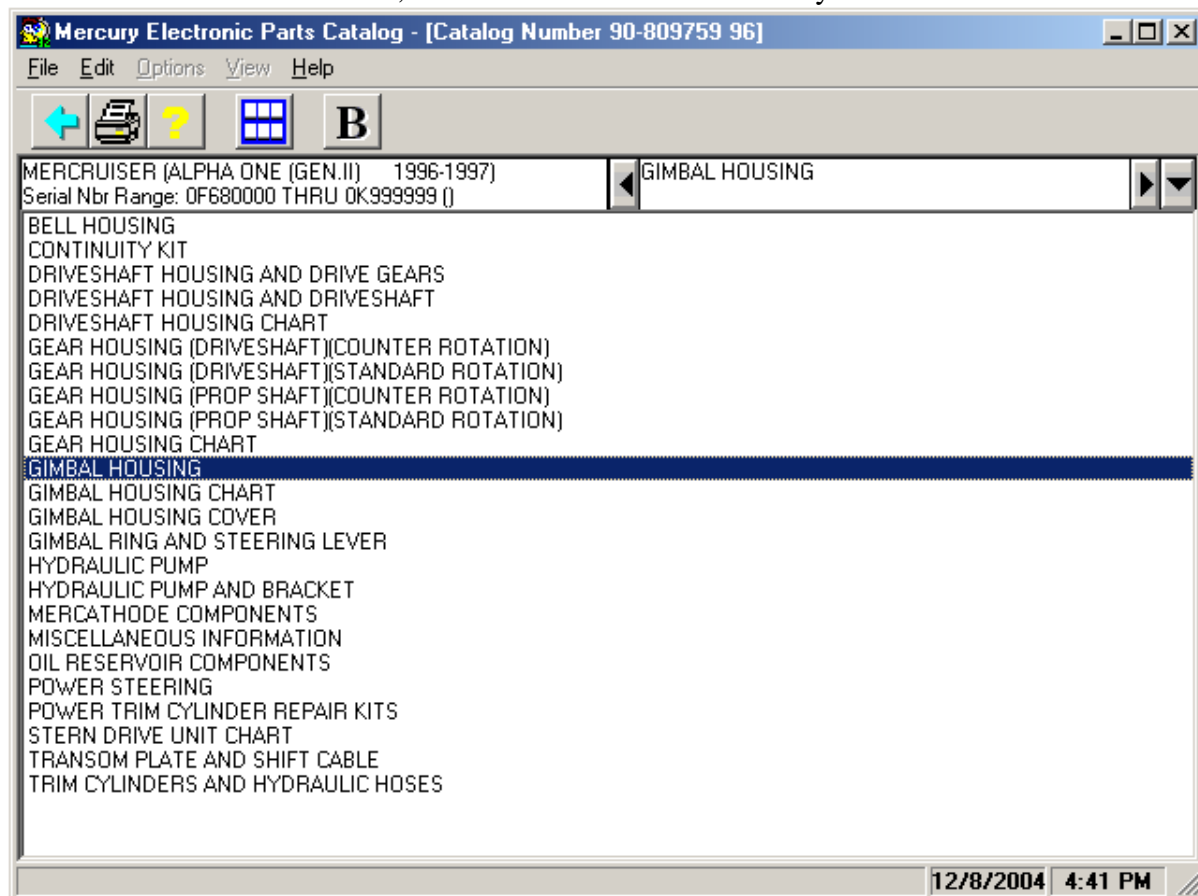 Mercury Electronic Parts Catalog - [Catalog Number 90-809759 96]
File Edit Options View Help
? B
MERCRUISER (ALPHA ONE (GEN.II) 1996-1997)
Serial Nbr Range: 0F680000 THRU 0K999999 ()
GIMBAL HOUSING
BELL HOUSING
CONTINUITY KIT
DRIVESHAFT HOUSING AND DRIVE GEARS
DRIVESHAFT HOUSING AND DRIVESHAFT
DRIVESHAFT HOUSING CHART
GEAR HOUSING (DRIVESHAFT)(COUNTER ROTATION)
GEAR HOUSING (DRIVESHAFT)(STANDARD ROTATION)
GEAR HOUSING (PROP SHAFT)(COUNTER ROTATION)
GEAR HOUSING (PROP SHAFT)(STANDARD ROTATION)
GEAR HOUSING CHART
GIMBAL HOUSING
GIMBAL HOUSING CHART
GIMBAL HOUSING COVER
GIMBAL RING AND STEERING LEVER
HYDRAULIC PUMP
HYDRAULIC PUMP AND BRACKET
MERCATHODE COMPONENTS
MISCELLANEOUS INFORMATION
OIL RESERVOIR COMPONENTS
POWER STEERING
POWER TRIM CYLINDER REPAIR KITS
STERN DRIVE UNIT CHART
TRANSOM PLATE AND SHIFT CABLE
TRIM CYLINDERS AND HYDRAULIC HOSES
12/8/2004 4:41 PM